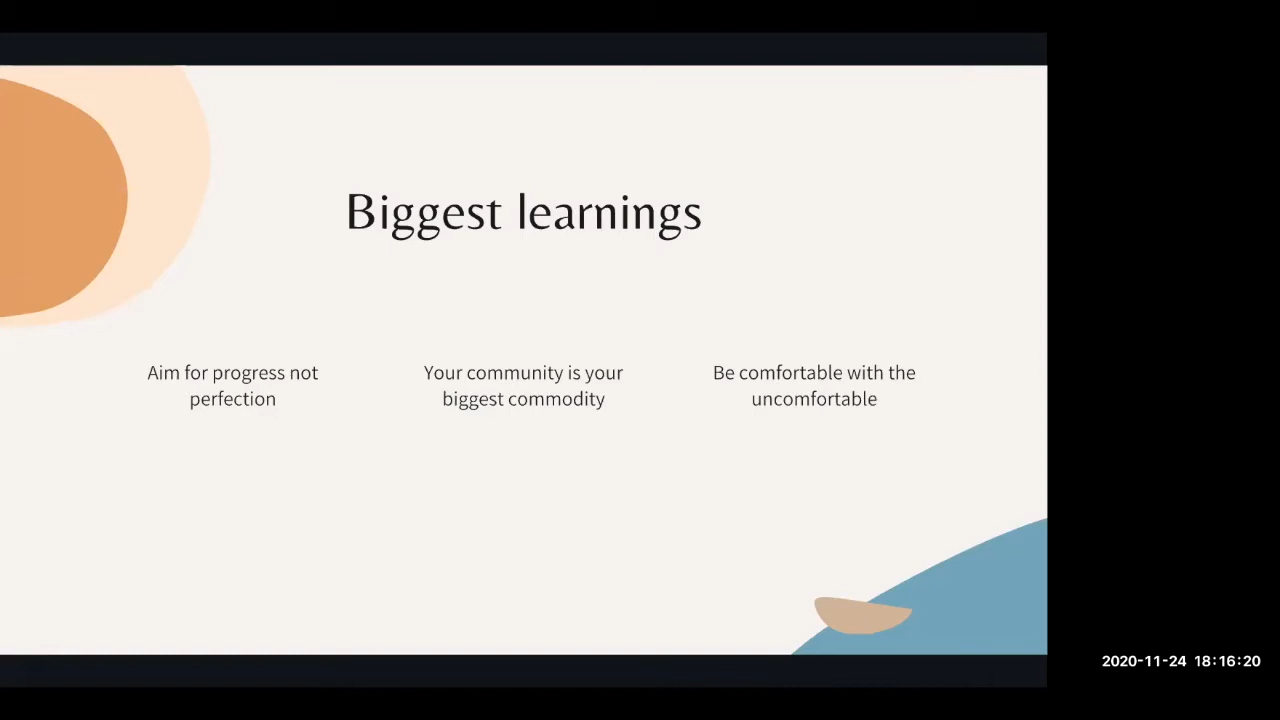 Biggest learnings
Aim for progress not
perfection
Your community is your
biggest commodity
Be comfortable with the
uncomfortable
2020-11-24 18:16:20